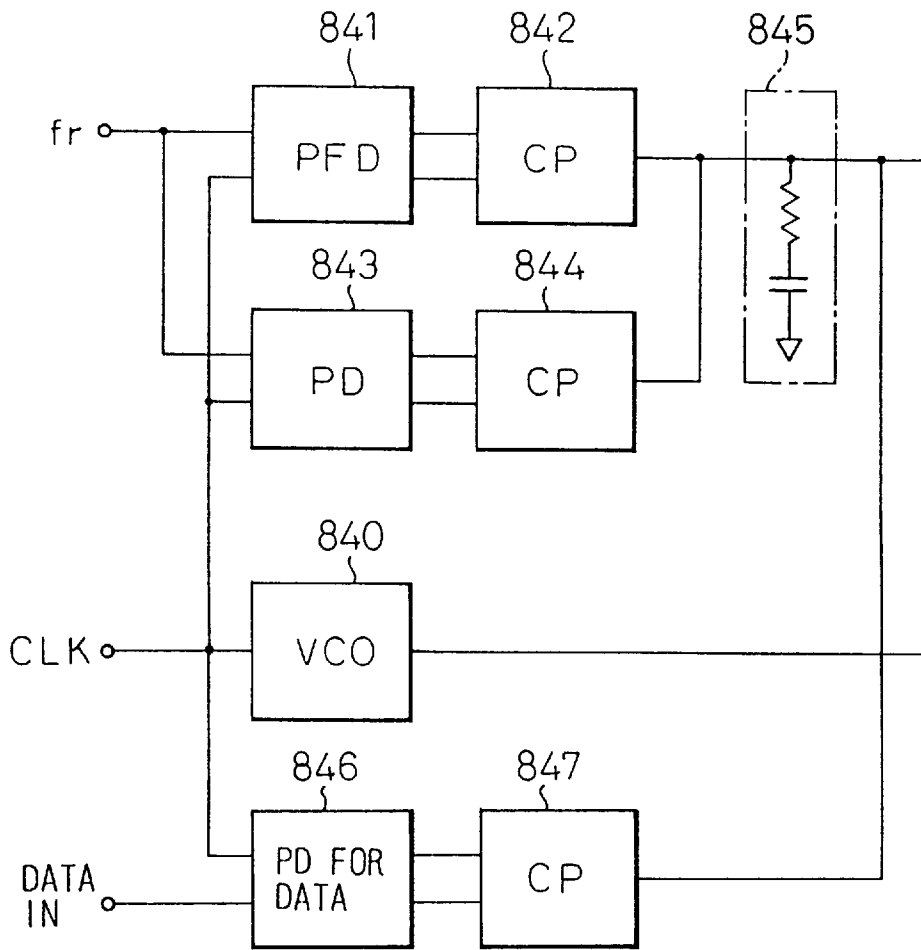 841
842
845
fr
PFD
CP
843
844
PD
CP
840
CLK
VCO
846
847
PD FOR
DATA
CP
DATA
IN